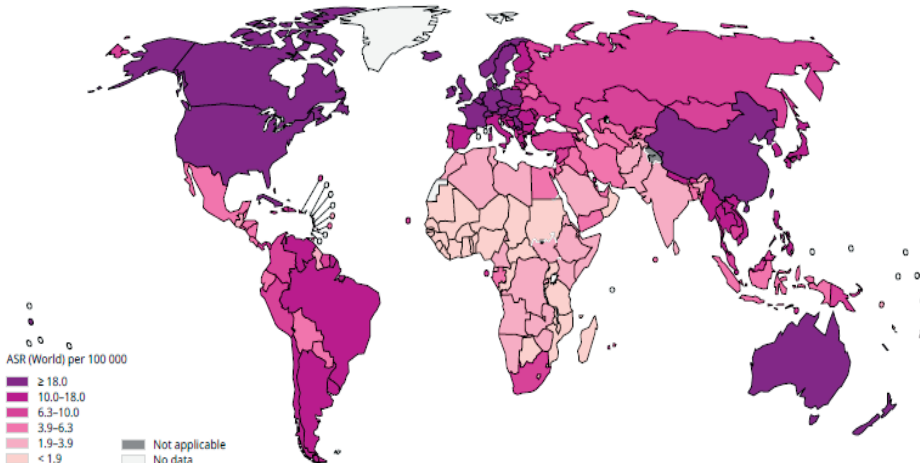 ASR (World) per 100 000
≥ 18.0
10.0–18.0
6.3–10.0
3.9–6.3
1.9–3.9
< 1.9
Not applicable
No data